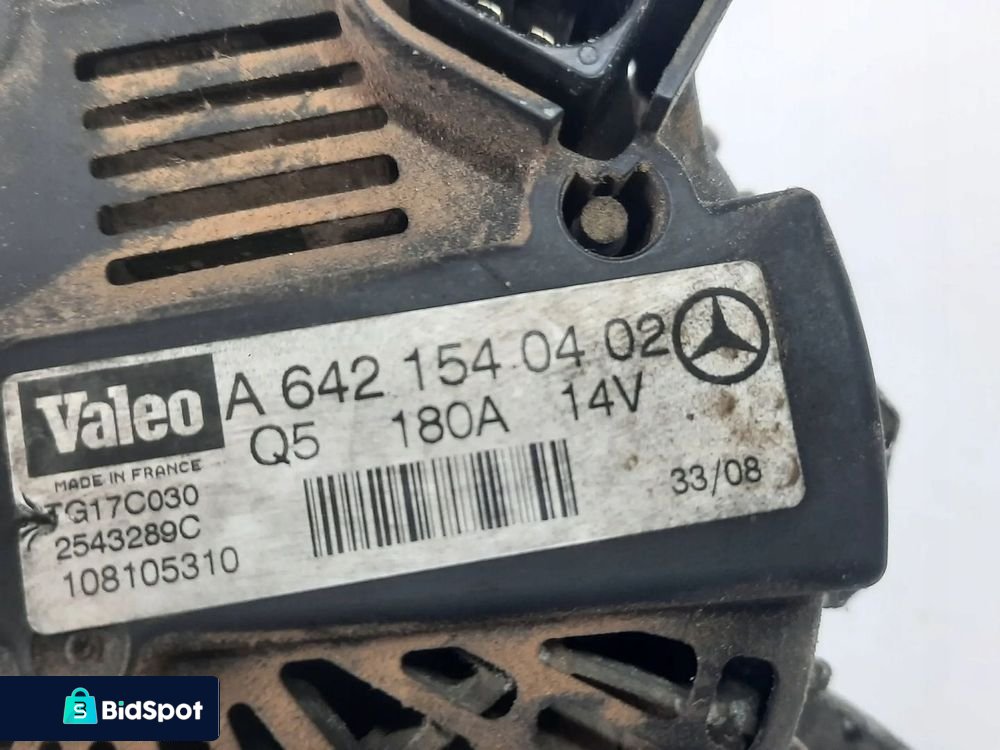 Valeo
A 642 154 04 02
Q5 180A 14V
MADE IN FRANCE
TG17C030
2543289C
108105310
33/08
BidSpot